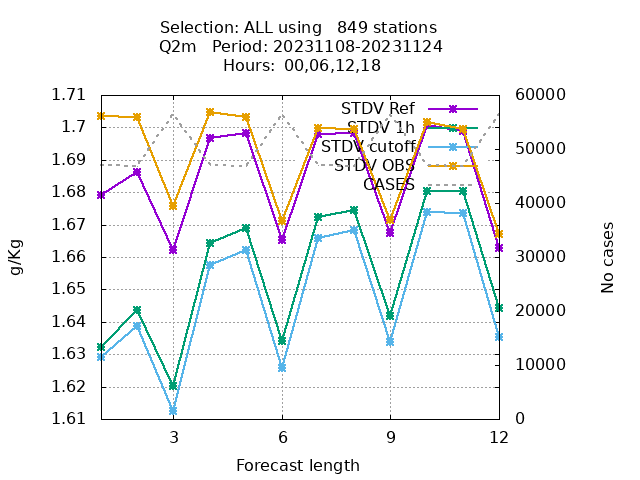 Selection: ALL using   849 stations
Q2m   Period: 20231108-20231124
Hours:  00,06,12,18
1.71
1.7
1.69
1.68
1.67
1.66
1.65
1.64
1.63
1.62
1.61
g/Kg
STDV Ref
STDV 1h
STDV cutoff
STDV OBS
CASES
60000
50000
40000
30000
20000
10000
0
No cases
3 6 9 12
Forecast length